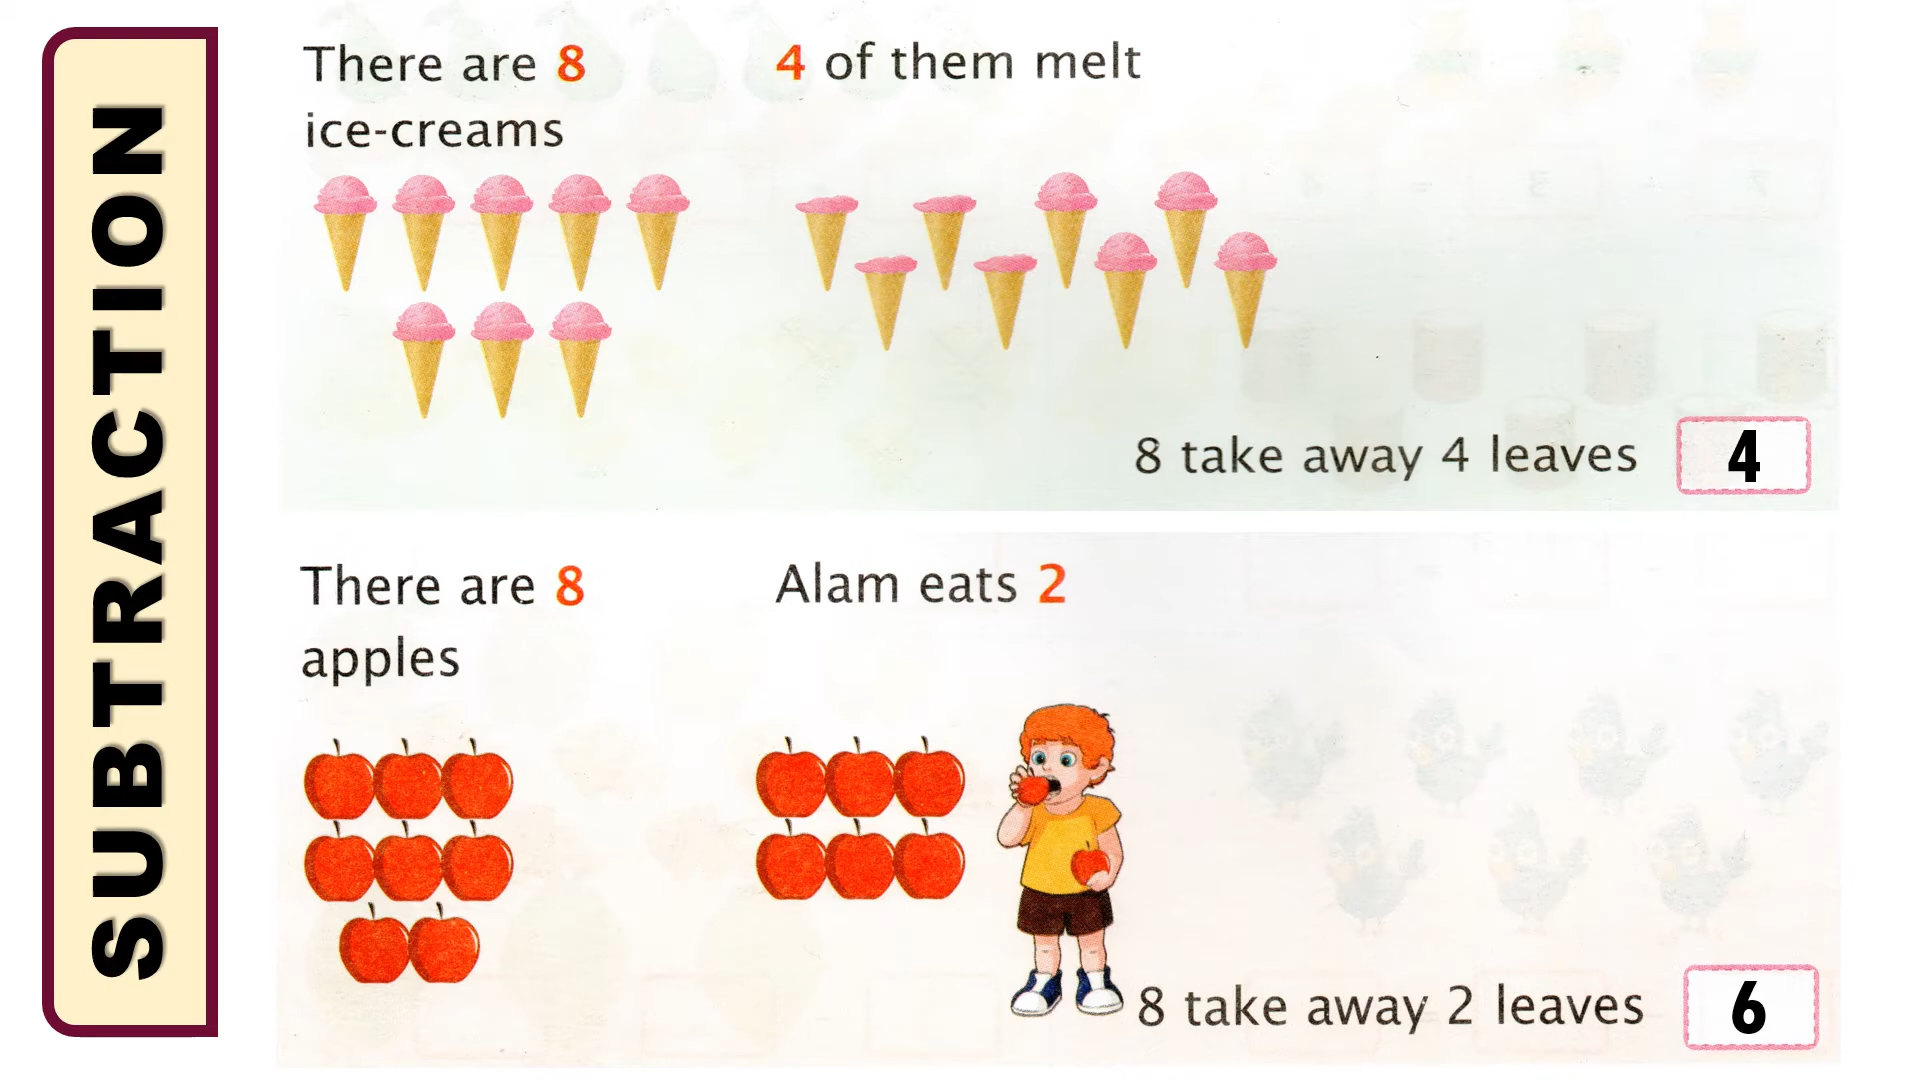 SUBTRACTION
There are 8
ice-creams
4 of them melt
8 take away 4 leaves 4
There are 8
apples
Alam eats 2
8 take away 2 leaves 6